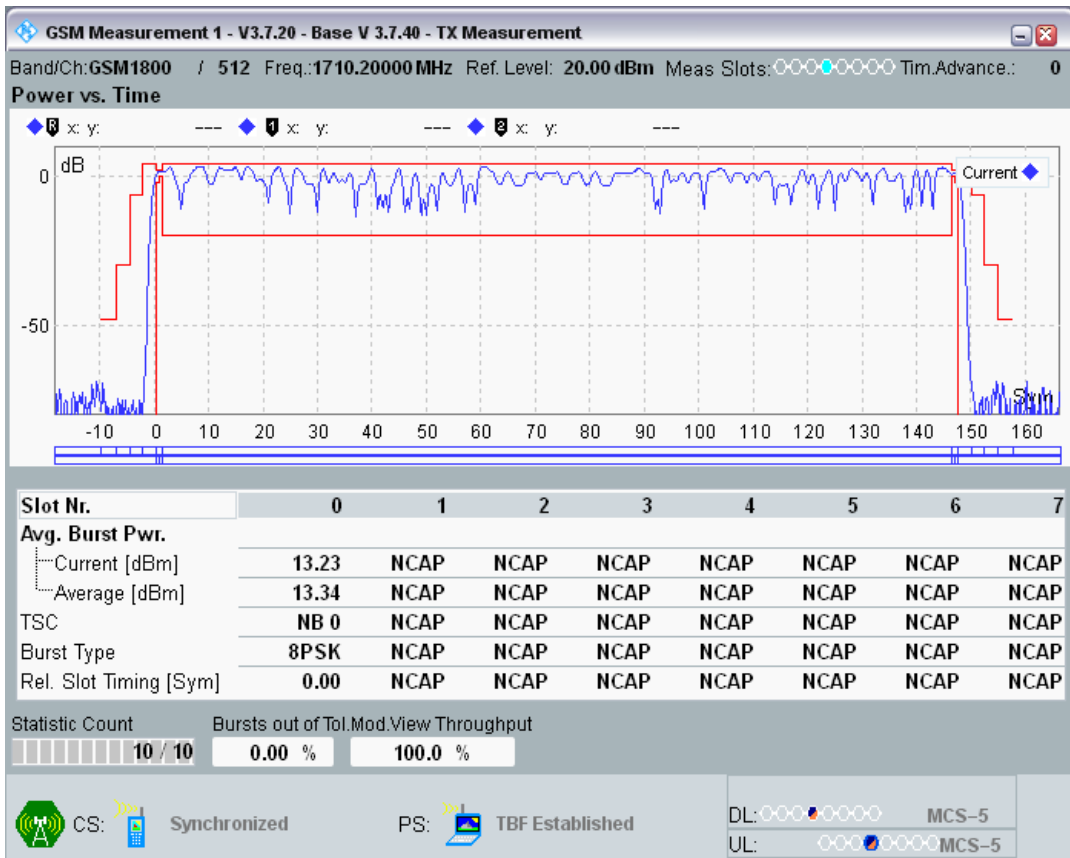 GSM Measurement 1 - V3.7.20 - Base V 3.7.40 - TX Measurement
Band/Ch:GSM1800 / 512 Freq.:1710.20000 MHz Ref. Level: 20.00 dBm Meas Slots: Tim.Advance.: 0
Power vs. Time
R x: y: --- 1 x: y: --- 2 x: y: ---
dB
Current
0
-50
Sym
-10 0 10 20 30 40 50 60 70 80 90 100 110 120 130 140 150 160
Slot Nr. 0 1 2 3 4 5 6 7
Avg. Burst Pwr.
Current [dBm] 13.23 NCAP NCAP NCAP NCAP NCAP NCAP NCAP
Average [dBm] 13.34 NCAP NCAP NCAP NCAP NCAP NCAP NCAP
TSC NB 0 NCAP NCAP NCAP NCAP NCAP NCAP NCAP
Burst Type 8PSK NCAP NCAP NCAP NCAP NCAP NCAP NCAP
Rel. Slot Timing [Sym] 0.00 NCAP NCAP NCAP NCAP NCAP NCAP NCAP
Statistic Count Bursts out of Tol.Mod.View Throughput
10 / 10 0.00 % 100.0 %
CS: Synchronized PS: TBF Established DL: MCS-5
UL: MCS-5